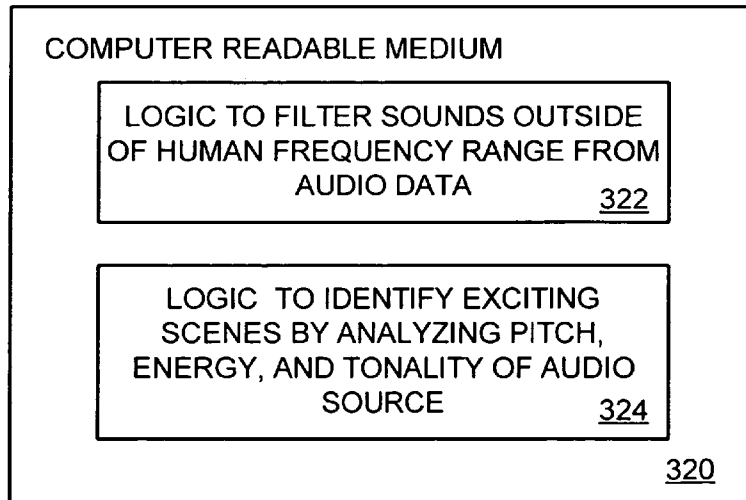 COMPUTER READABLE MEDIUM
LOGIC TO FILTER SOUNDS OUTSIDE
OF HUMAN FREQUENCY RANGE FROM
AUDIO DATA
322
LOGIC TO IDENTIFY EXCITING
SCENES BY ANALYZING PITCH,
ENERGY, AND TONALITY OF AUDIO
SOURCE
324
320